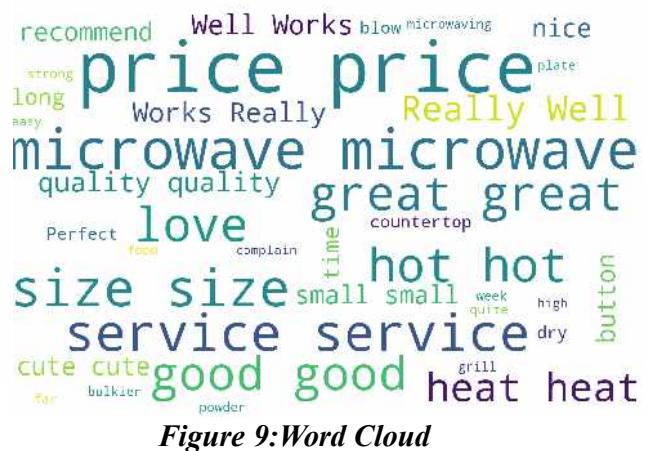 recommend Well Works blow microwaving nice
strong price price plate
long Works Really Really Well
easy
microwave microwave
quality quality great great
Perfect love countertop
food complain time hot hot
size size small small week high button
quite
service service dry
cute cute good good grill heat heat
far bulkier
powder
Figure 9:Word Cloud